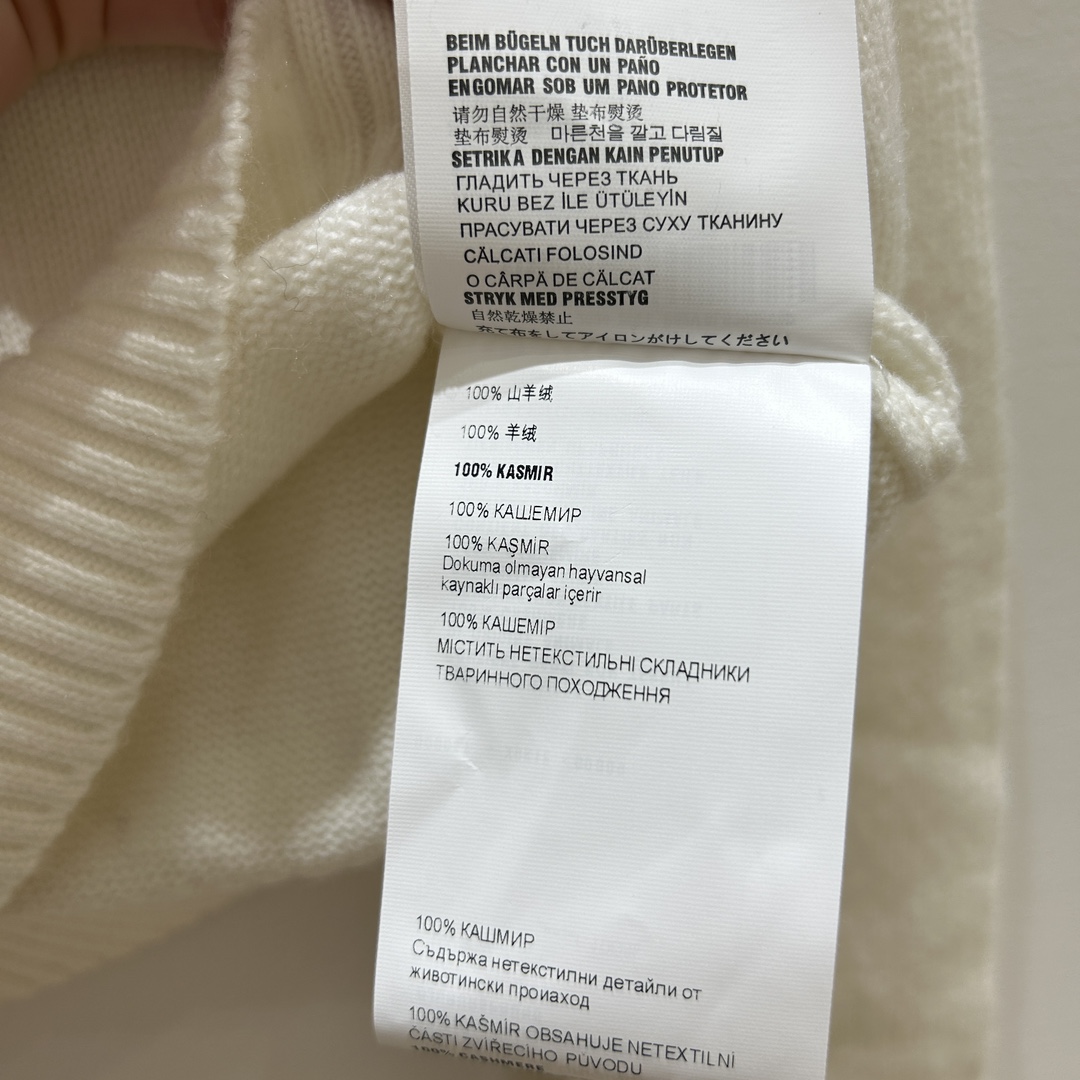 BEIM BÜGELN TUCH DARÜBERLEGEN
PLANCHAR CON UN PAÑO
ENGOMAR SOB UM PANO PROTETOR
请勿自然干燥 垫布熨烫
垫布熨烫 마른천을 깔고 다림질
SETRIKA DENGAN KAIN PENUTUP
ГЛАДИТЬ ЧЕРЕЗ ТКАНЬ
KURU BEZ İLE ÜTÜLEYİN
ПРАСУВАТИ ЧЕРЕЗ СУХУ ТКАНИНУ
CĂLCATI FOLOSIND
O CÂRPĂ DE CĂLCAT
STRYK MED PRESSTYG
自然乾燥禁止
充て布をしてアイロンがけしてください
100% 山羊绒
100% 羊绒
100% KASMIR
100% КАШЕМИР
100% KAŞMİR
Dokuma olmayan hayvansal
kaynaklı parçalar içerir
100% КАШЕМІР
МІСТИТЬ НЕТЕКСТИЛЬНІ СКЛАДНИКИ
ТВАРИННОГО ПОХОДЖЕННЯ
100% КАШМИР
Съдържа нетекстилни детайли от
животински проиаход
100% KAŠMÍR OBSAHUJE NETEXTILNÍ
ČÁSTI ZVÍŘECÍHO PŮVODU
100% CASHMERE